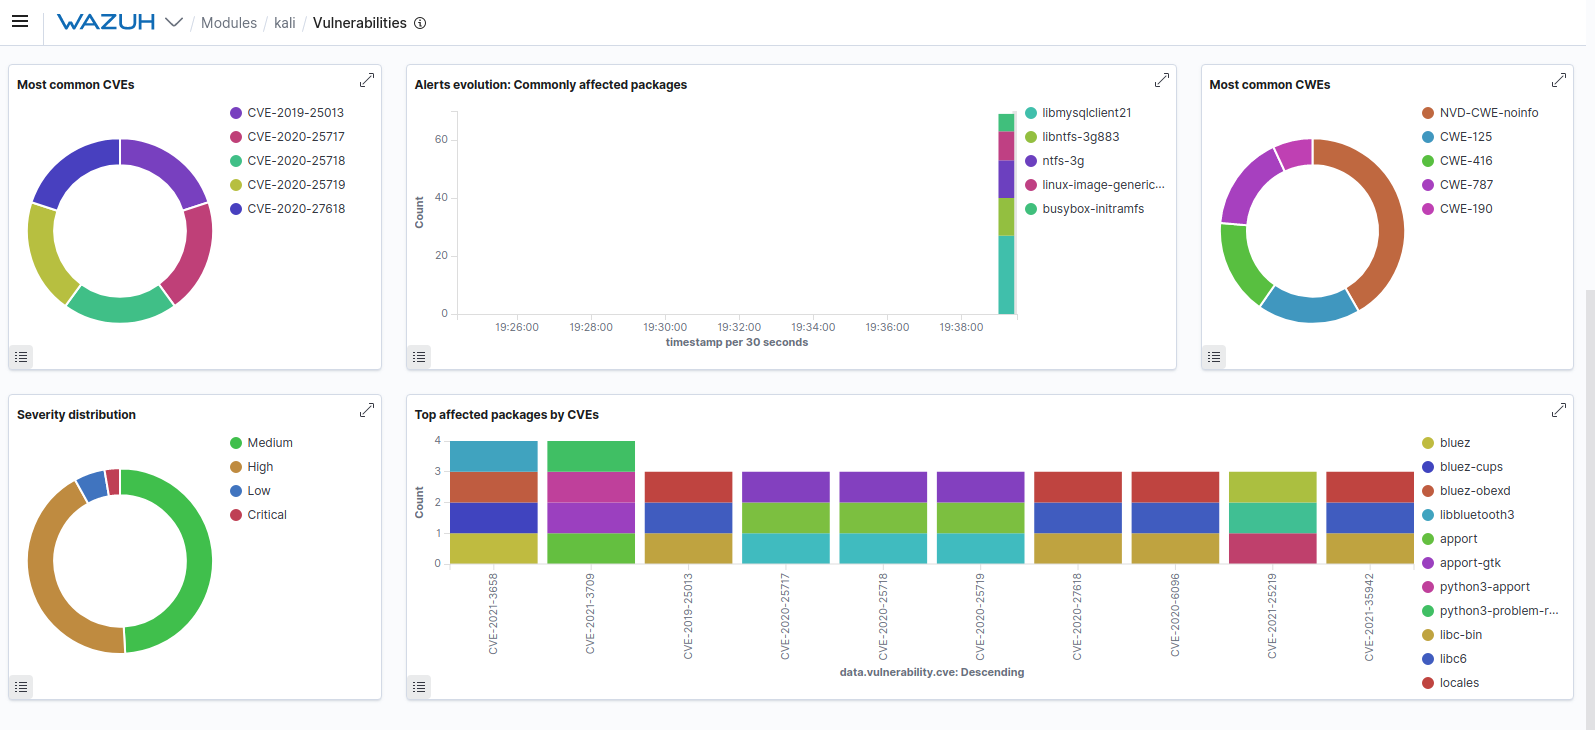 WAZUH / Modules / kali / Vulnerabilities
Most common CVEs
CVE-2019-25013
CVE-2020-25717
CVE-2020-25718
CVE-2020-25719
CVE-2020-27618
Alerts evolution: Commonly affected packages
Count
60
40
20
0
19:26:00 19:28:00 19:30:00 19:32:00 19:34:00 19:36:00 19:38:00
timestamp per 30 seconds
libmysqlclient21
libntfs-3g883
ntfs-3g
linux-image-generic...
busybox-initramfs
Most common CWEs
NVD-CWE-noinfo
CWE-125
CWE-416
CWE-787
CWE-190
Severity distribution
Medium
High
Low
Critical
Top affected packages by CVEs
Count
4
3
2
1
0
CVE-2021-3658
CVE-2021-3709
CVE-2019-25013
CVE-2020-25717
CVE-2020-25718
CVE-2020-25719
CVE-2020-27618
CVE-2020-6096
CVE-2021-25219
CVE-2021-35942
data.vulnerability.cve: Descending
bluez
bluez-cups
bluez-obexd
libbluetooth3
apport
apport-gtk
python3-apport
python3-problem-r...
libc-bin
libc6
locales